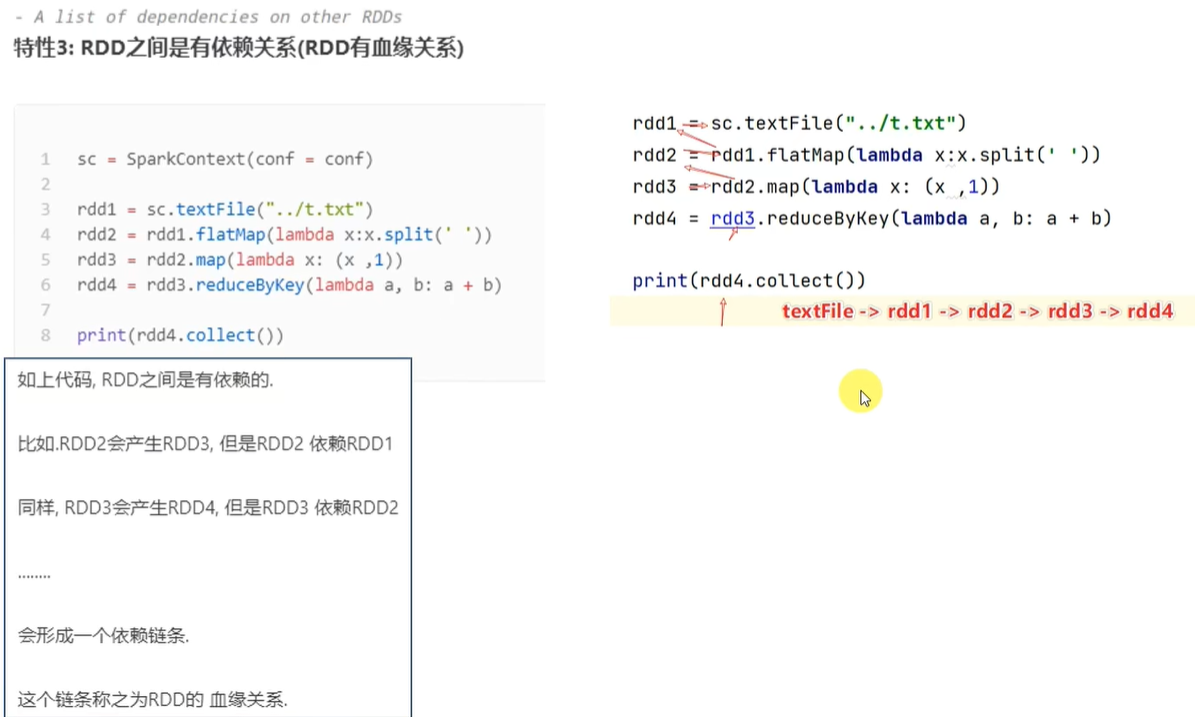 - A list of dependencies on other RDDs
特性3: RDD之间是有依赖关系(RDD有血缘关系)
1 sc = SparkContext(conf = conf)
2
3 rdd1 = sc.textFile("../t.txt")
4 rdd2 = rdd1.flatMap(lambda x:x.split(' '))
5 rdd3 = rdd2.map(lambda x: (x ,1))
6 rdd4 = rdd3.reduceByKey(lambda a, b: a + b)
7
8 print(rdd4.collect())
如上代码, RDD之间是有依赖的.
比如.RDD2会产生RDD3, 但是RDD2 依赖RDD1
同样, RDD3会产生RDD4, 但是RDD3 依赖RDD2
........
会形成一个依赖链条.
这个链条称之为RDD的 血缘关系.
rdd1 = sc.textFile("../t.txt")
rdd2 = rdd1.flatMap(lambda x:x.split(' '))
rdd3 = rdd2.map(lambda x: (x ,1))
rdd4 = rdd3.reduceByKey(lambda a, b: a + b)
print(rdd4.collect())
textFile -> rdd1 -> rdd2 -> rdd3 -> rdd4